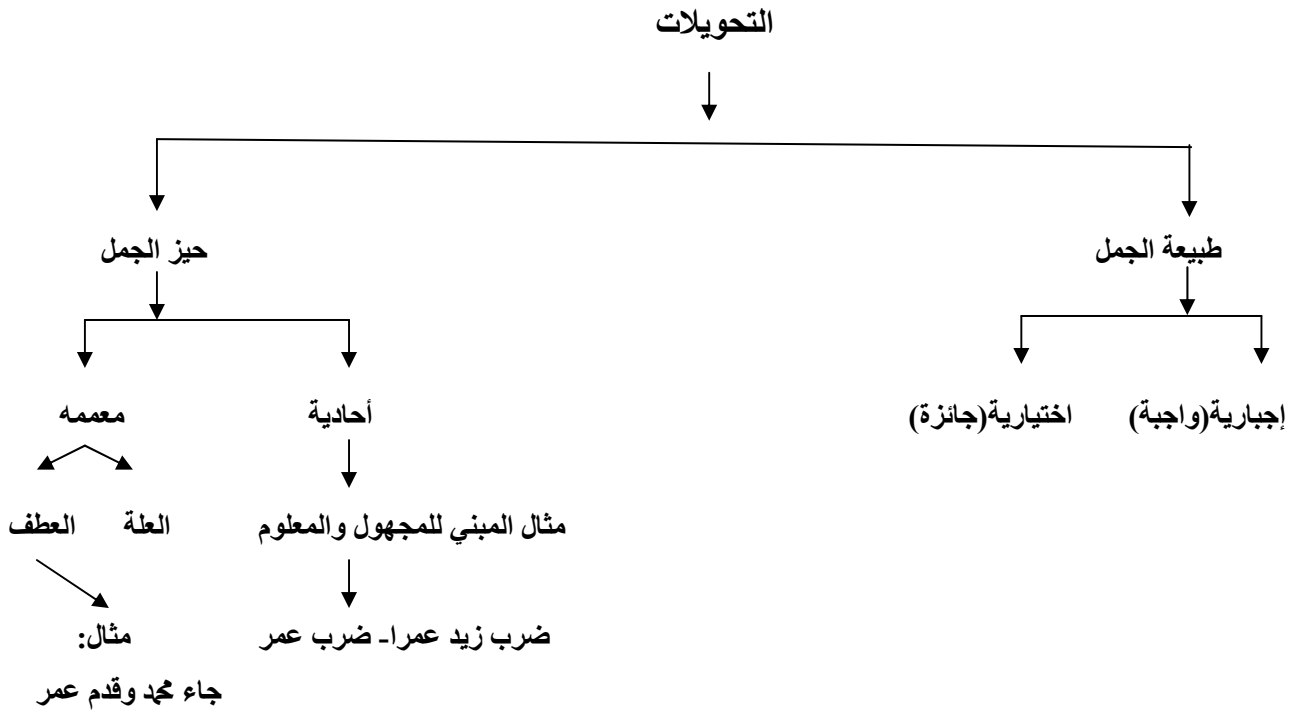 التحويلات
طبيعة الجمل
حيز الجمل
إجبارية(واجبة)
اختيارية(جائزة)
أحادية
معممه
مثال المبني للمجهول والمعلوم
العلة
العطف
ضرب زيد عمرا- ضرب عمر
مثال:
جاء محمد وقدم عمر